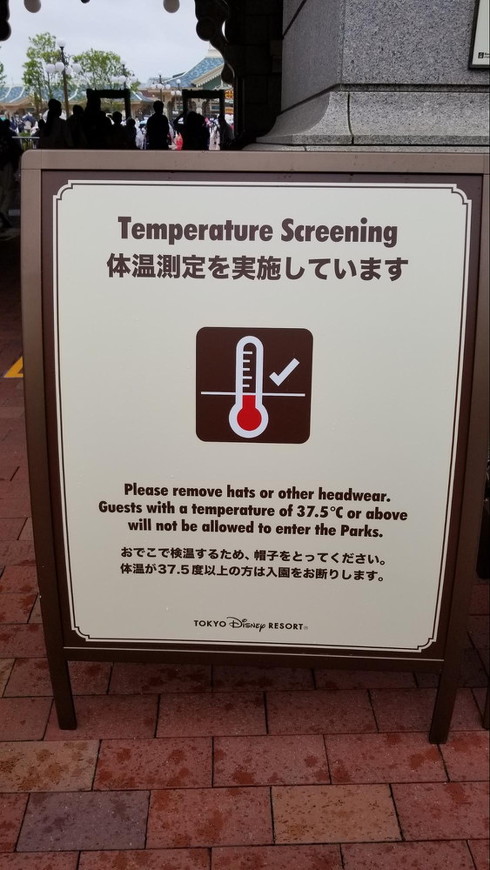 Temperature Screening
体温測定を実施しています
Please remove hats or other headwear.
Guests with a temperature of 37.5°C or above
will not be allowed to enter the Parks.
おでこで検温するため、帽子をとってください。
体温が37.5度以上の方は入園をお断りします。
TOKYO Disney RESORT®